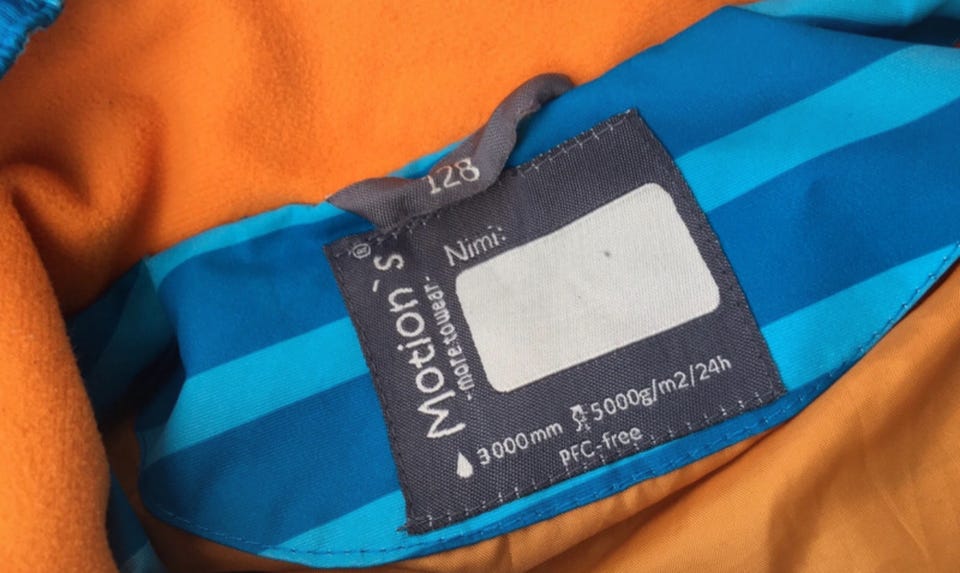 128
Nimi:
Motion`s®
-more to wear-
3000mm 5000g/m2/24h
PFC-free